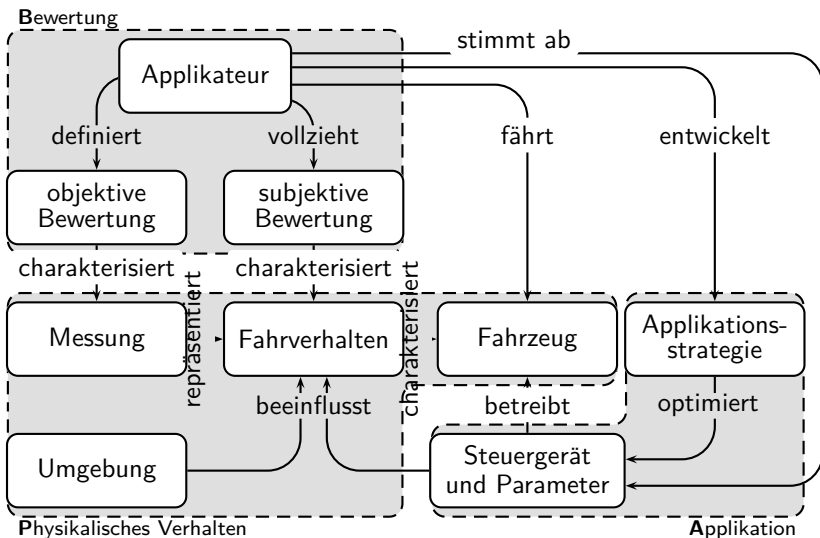 Bewertung
stimmt ab
Applikateur
definiert
vollzieht
fährt
entwickelt
objektive
Bewertung
subjektive
Bewertung
charakterisiert
charakterisiert
repräsentiert
charakterisiert
Messung
Fahrverhalten
Fahrzeug
Applikations-
strategie
beeinflusst
betreibt
optimiert
Umgebung
Steuergerät
und Parameter
Physikalisches Verhalten
Applikation